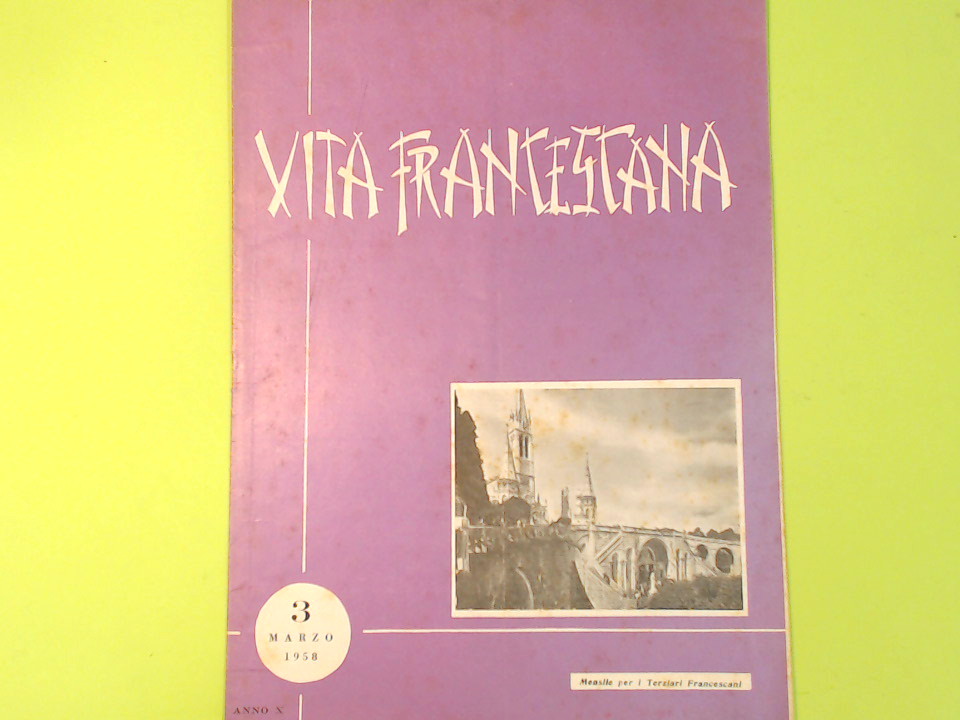 VITA FRANCESCANA
3
MARZO
1958
Mensile per i Terziari Francescani
ANNO X